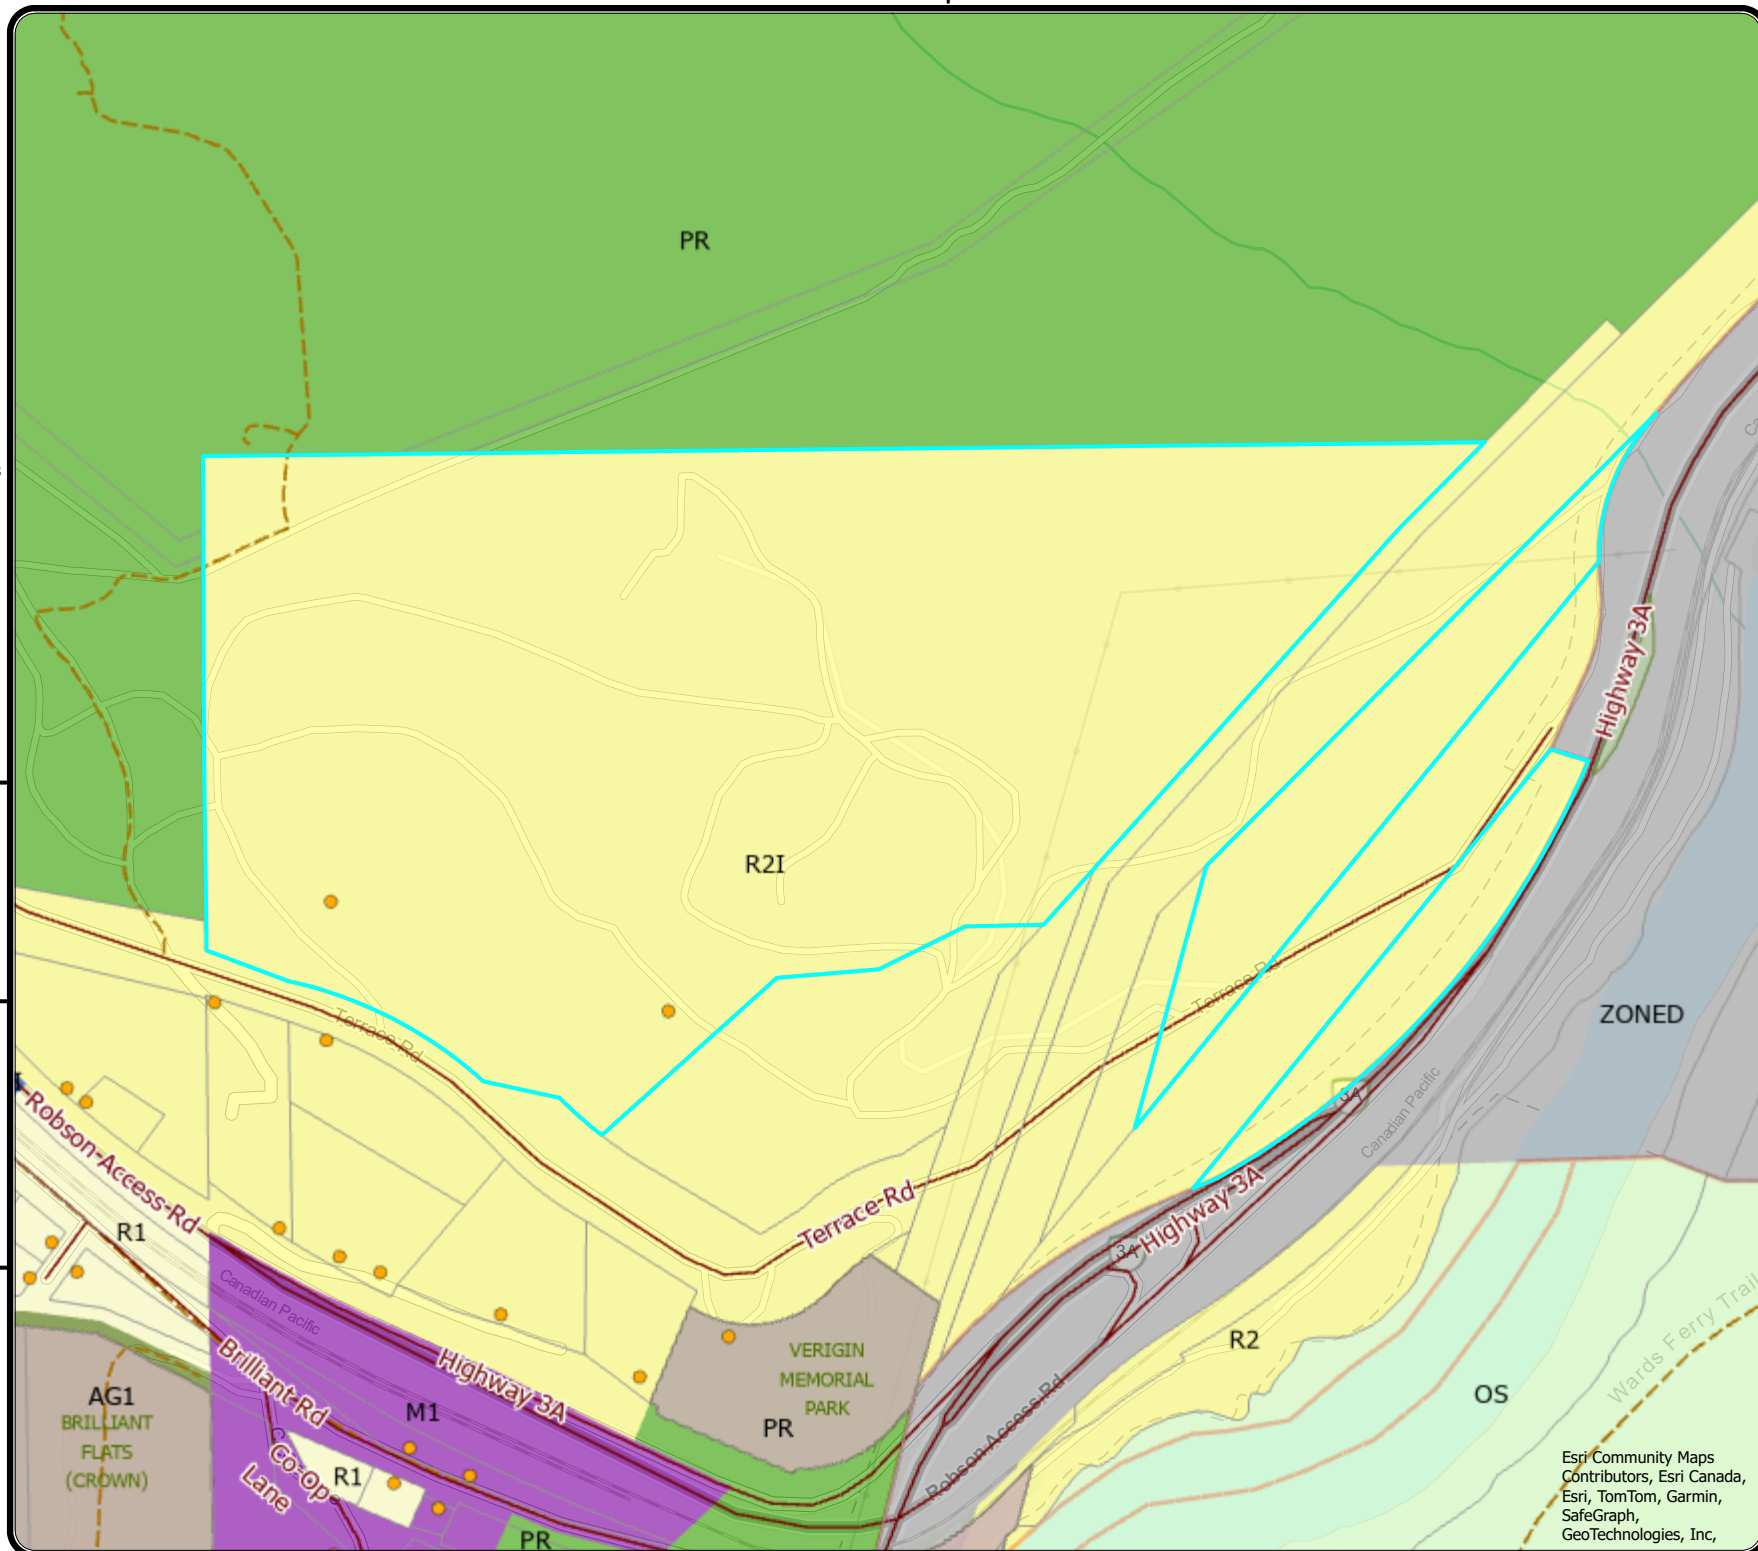 PR
Highway-3A
R2I
Terrace Rd
Terrace Rd
ZONED
3A
Canadian Pacific
Robson-Access-Rd
R1
Terrace-Rd
Highway-3A
3A
Canadian Pacific
VERIGIN
MEMORIAL
PARK
PR
R2
OS
Wards Ferry Trail
Highway-3A
Brilliant-Rd
M1
AG1
BRILLIANT
FLATS
(CROWN)
Robson Access Rd
Co-Op
Lane
R1
PR
Esri Community Maps
Contributors, Esri Canada,
Esri, TomTom, Garmin,
SafeGraph,
GeoTechnologies, Inc,